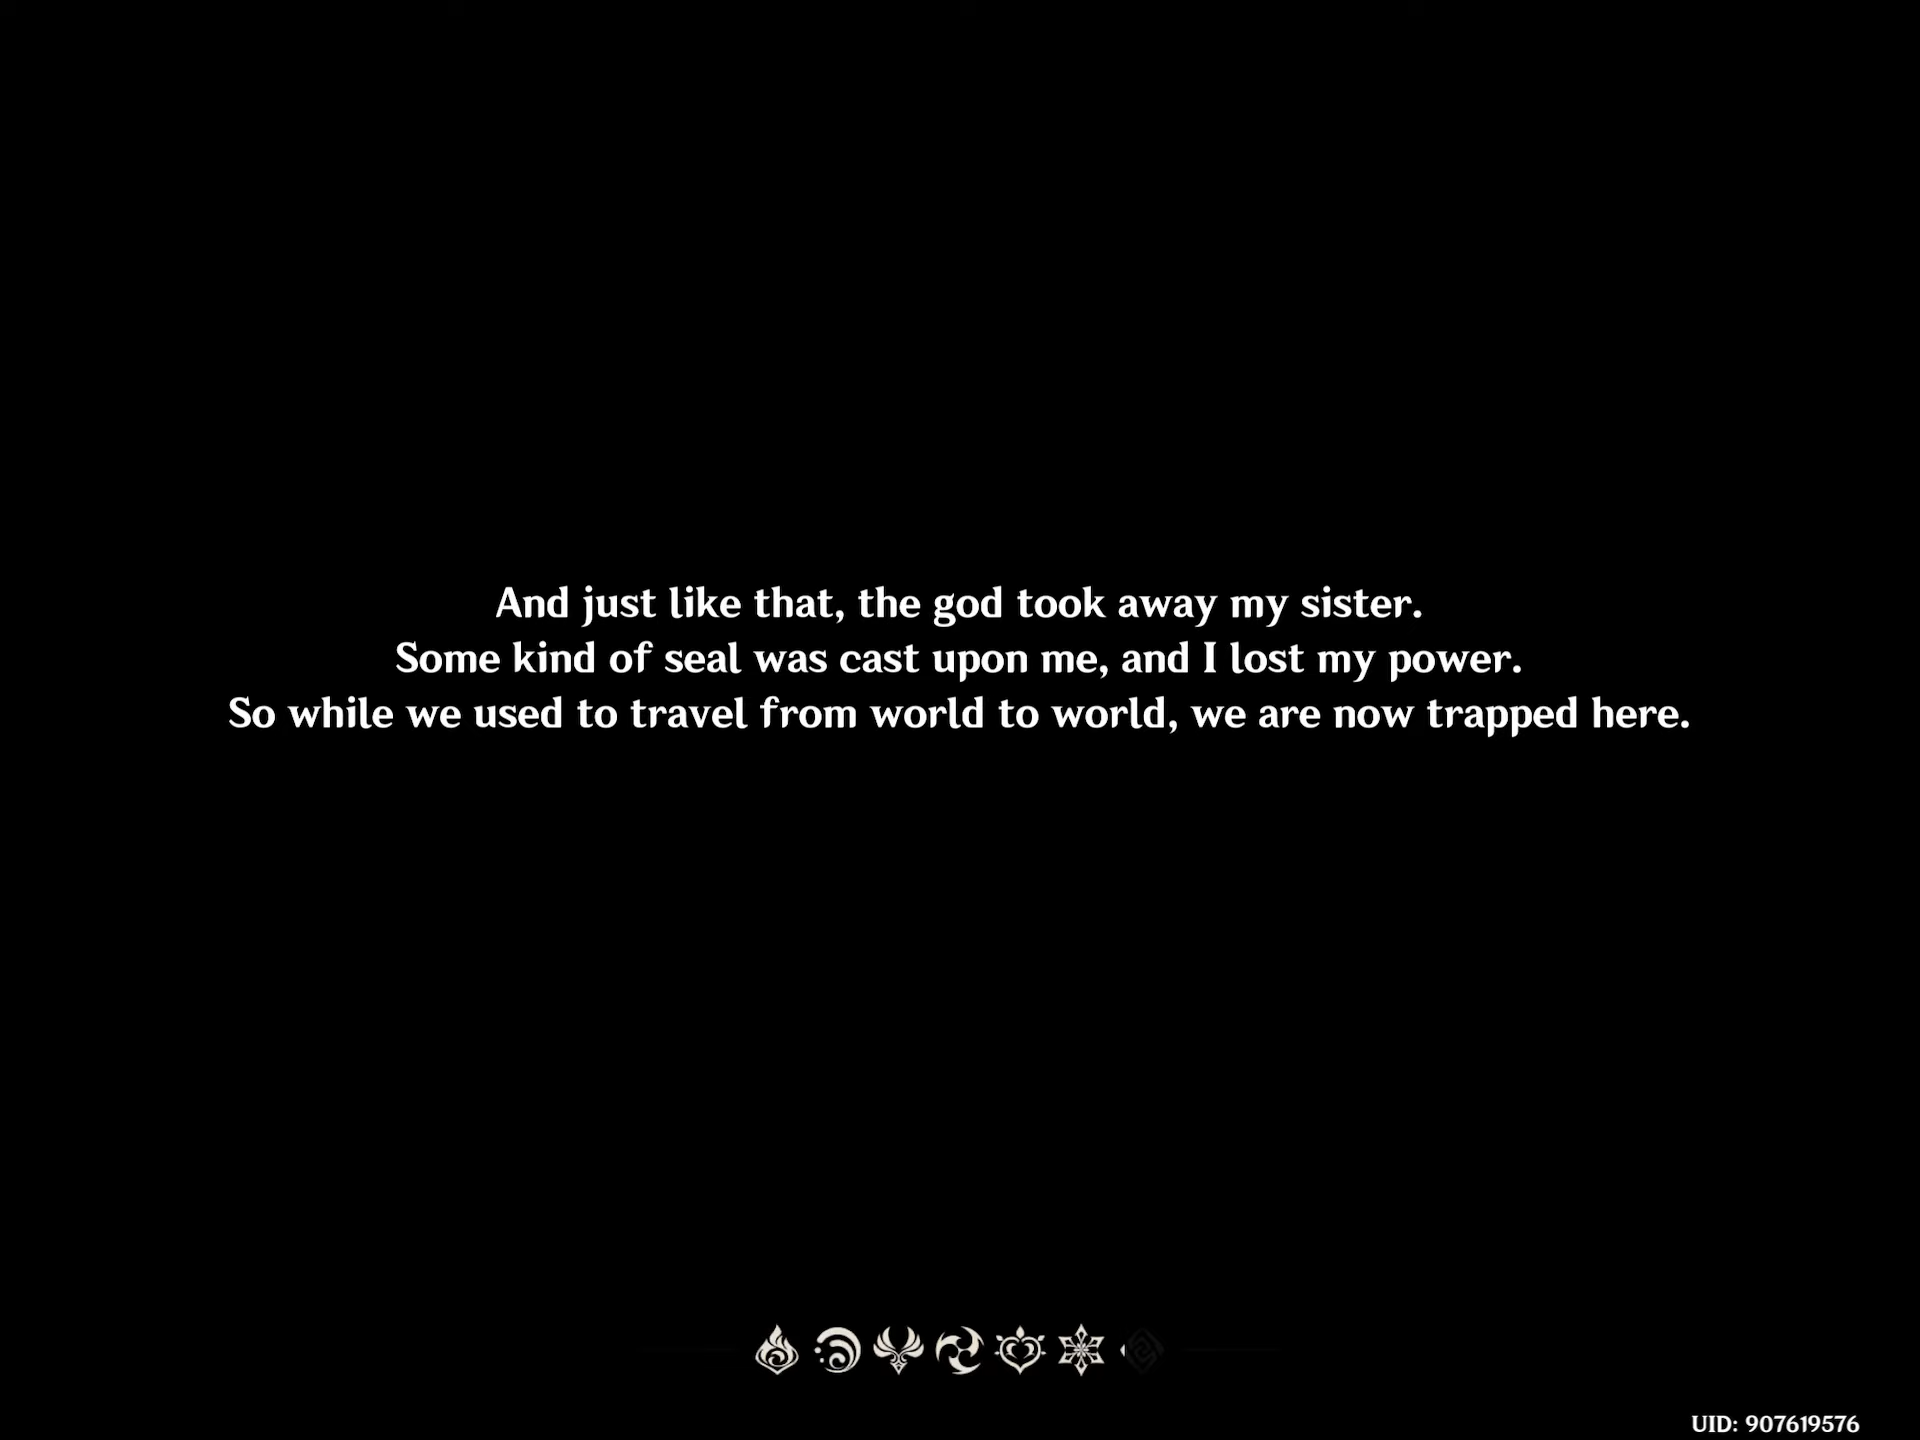 And just like that, the god took away my sister.
Some kind of seal was cast upon me, and I lost my power.
So while we used to travel from world to world, we are now trapped here.
UID: 907619576